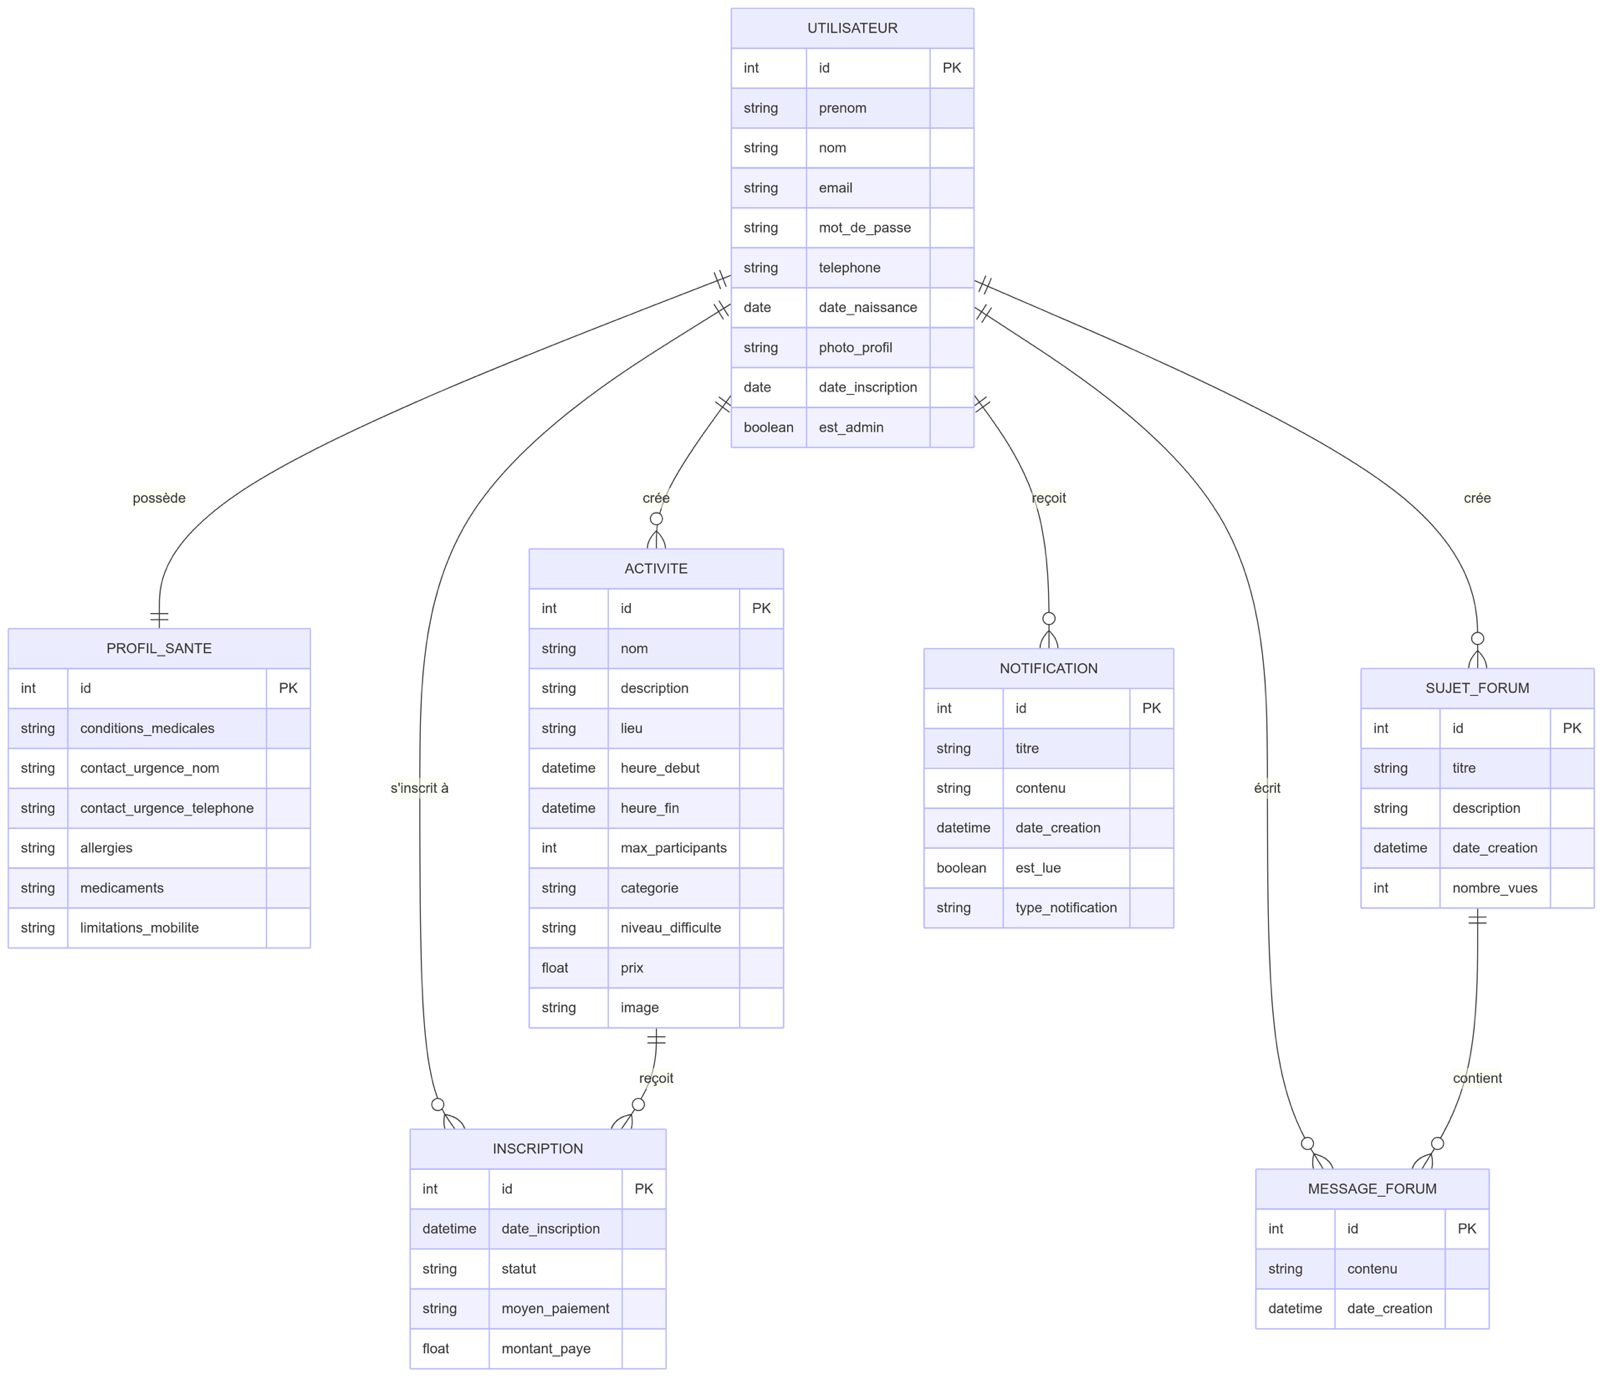 UTILISATEUR
int id PK
string prenom
string nom
string email
string mot_de_passe
string telephone
date date_naissance
string photo_profil
date date_inscription
boolean est_admin
possède
crée
reçoit
crée
s'inscrit à
écrit
PROFIL_SANTE
int id PK
string conditions_medicales
string contact_urgence_nom
string contact_urgence_telephone
string allergies
string medicaments
string limitations_mobilite
ACTIVITE
int id PK
string nom
string description
string lieu
datetime heure_debut
datetime heure_fin
int max_participants
string categorie
string niveau_difficulte
float prix
string image
NOTIFICATION
int id PK
string titre
string contenu
datetime date_creation
boolean est_lue
string type_notification
SUJET_FORUM
int id PK
string titre
string description
datetime date_creation
int nombre_vues
reçoit
contient
INSCRIPTION
int id PK
datetime date_inscription
string statut
string moyen_paiement
float montant_paye
MESSAGE_FORUM
int id PK
string contenu
datetime date_creation